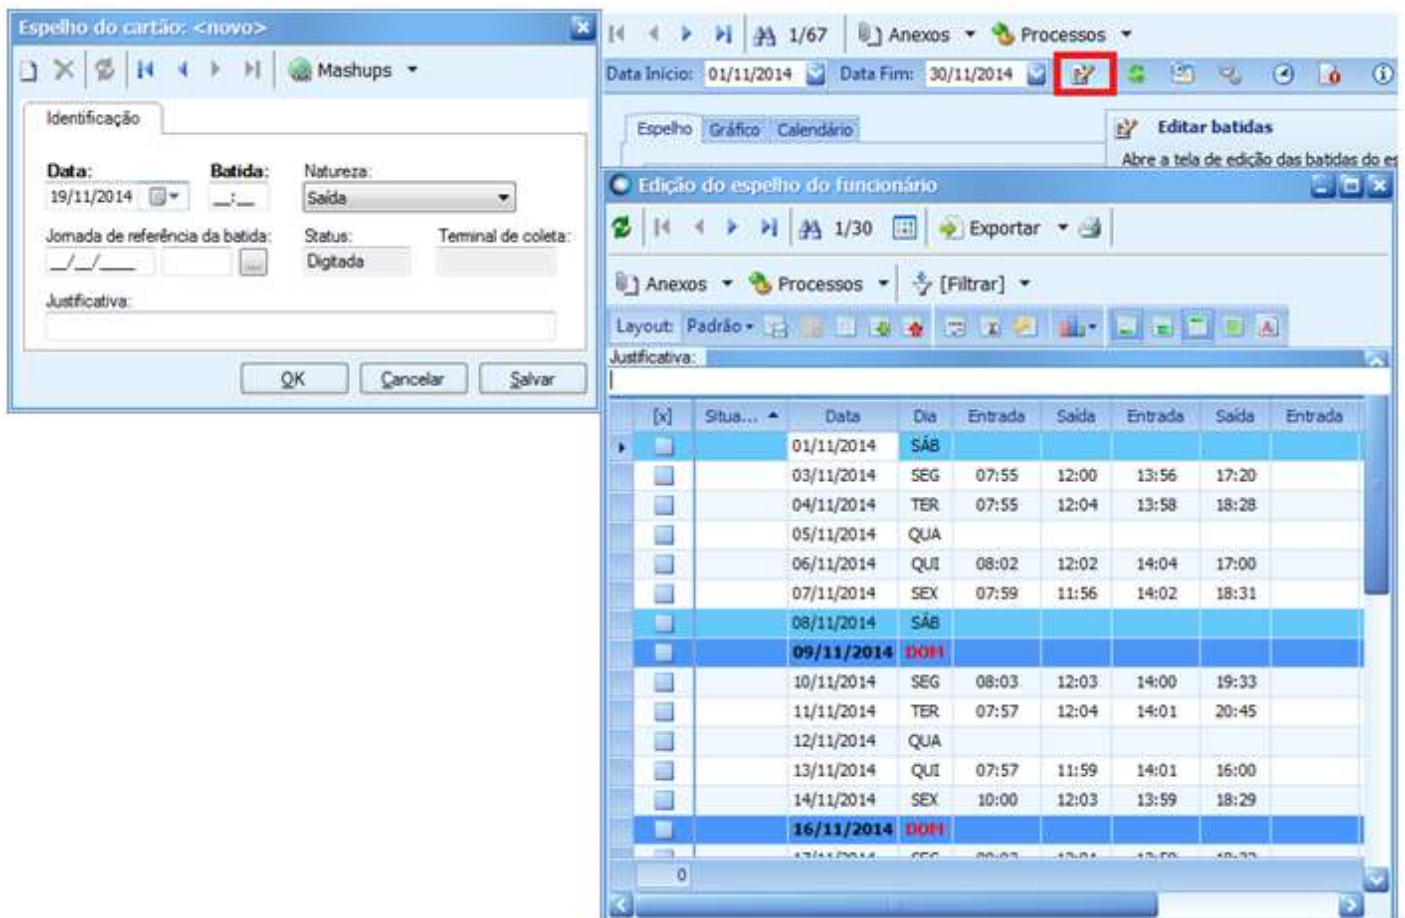 Espelho do cartão: <novo>
Mashups
Identificação
Data: Batida: Natureza:
19/11/2014 __:__ Saída
Jornada de referência da batida: Status: Terminal de coleta:
__/__/____ ... Digitada
Justificativa:
OK Cancelar Salvar
1/67 Anexos Processos
Data Início: 01/11/2014 Data Fim: 30/11/2014
Espelho Gráfico Calendário
Editar batidas
Abre a tela de edição das batidas do es
Edição do espelho do funcionário
1/30 Exportar
Anexos Processos [Filtrar]
Layout: Padrão
Justificativa:
[x] Situa... Data Dia Entrada Saída Entrada Saída Entrada
01/11/2014 SÁB
03/11/2014 SEG 07:55 12:00 13:56 17:20
04/11/2014 TER 07:55 12:04 13:58 18:28
05/11/2014 QUA
06/11/2014 QUI 08:02 12:02 14:04 17:00
07/11/2014 SEX 07:59 11:56 14:02 18:31
08/11/2014 SÁB
09/11/2014 DOM
10/11/2014 SEG 08:03 12:03 14:00 19:33
11/11/2014 TER 07:57 12:04 14:01 20:45
12/11/2014 QUA
13/11/2014 QUI 07:57 11:59 14:01 16:00
14/11/2014 SEX 10:00 12:03 13:59 18:29
16/11/2014 DOM
17/11/2014 SEG
0